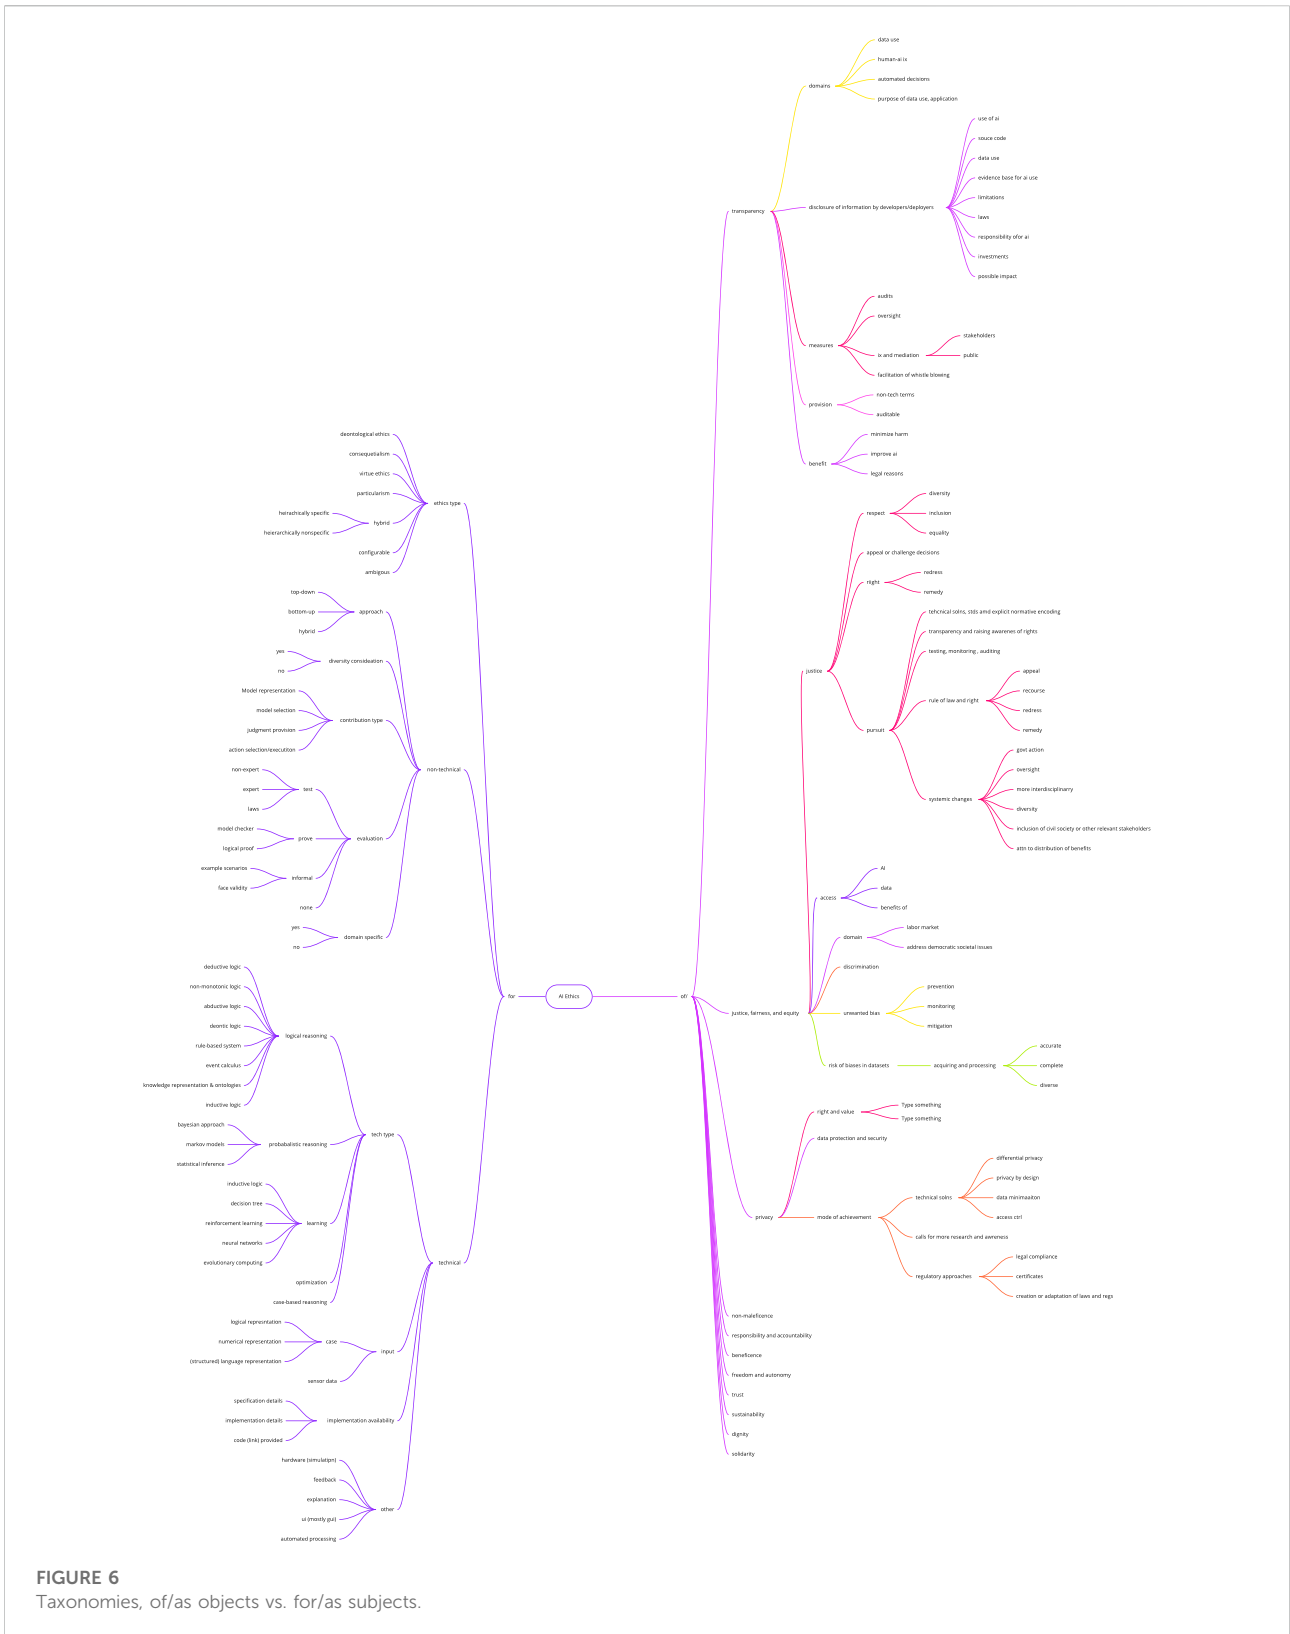 data use
human-ai ix
domains
automated decisions
purpose of data use, application
use of ai
souce code
data use
evidence base for ai use
limitations
transparency
disclosure of information by developers/deployers
laws
responsibility ofor ai
investments
possible impact
audits
oversight
stakeholders
measures
ix and mediation
public
facilitation of whistle blowing
non-tech terms
provision
auditable
minimize harm
improve ai
benefit
legal reasons
deontological ethics
consequetialism
virtue ethics
particularism
ethics type
heirachically specific
hybrid
heierarchically nonspecific
configurable
ambigous
top-down
bottom-up
approach
hybrid
yes
diversity consideation
no
Model representation
model selection
contribution type
judgment provision
action selection/executiton
non-technical
non-expert
expert
test
laws
model checker
prove
evaluation
logical proof
example scenarios
informal
face validity
none
yes
domain specific
no
diversity
respect
inclusion
equality
appeal or challenge decisions
redress
right
remedy
justice
tehcnical solns, stds amd explicit normative encoding
transparency and raising awarenes of rights
testing, monitoring , auditing
appeal
rule of law and right
recourse
redress
remedy
pursuit
govt action
oversight
more interdisciplinarry
systemic changes
diversity
inclusion of civil society or other relevant stakeholders
attn to distribution of benefits
AI
access
data
benefits of
labor market
domain
address democratic societal issues
discrimination
for
AI Ethics
of/
justice, fairness, and equity
prevention
unwanted bias
monitoring
mitigation
accurate
risk of biases in datasets
acquiring and processing
complete
diverse
deductive logic
non-monotonic logic
abductive logic
deontic logic
logical reasoning
rule-based system
event calculus
knowledge representation & ontologies
inductive logic
bayesian approach
tech type
markov models
probabalistic reasoning
statistical inference
inductive logic
decision tree
reinforcement learning
learning
neural networks
evolutionary computing
technical
optimization
case-based reasoning
logical represntation
case
numerical representation
input
(structured) language representation
sensor data
specification details
implementation details
implementation availability
code (link) provided
hardware (simulatipn)
feedback
explanation
other
ui (mostly gui)
automated processing
right and value
Type something
Type something
data protection and security
privacy
mode of achievement
differential privacy
privacy by design
technical solns
data minimaaiton
access ctrl
calls for more research and awreness
legal compliance
regulatory approaches
certificates
creation or adaptation of laws and regs
non-maleficence
responsibility and accountability
beneficence
freedom and autonomy
trust
sustainability
dignity
solidarity
FIGURE 6
Taxonomies, of/as objects vs. for/as subjects.